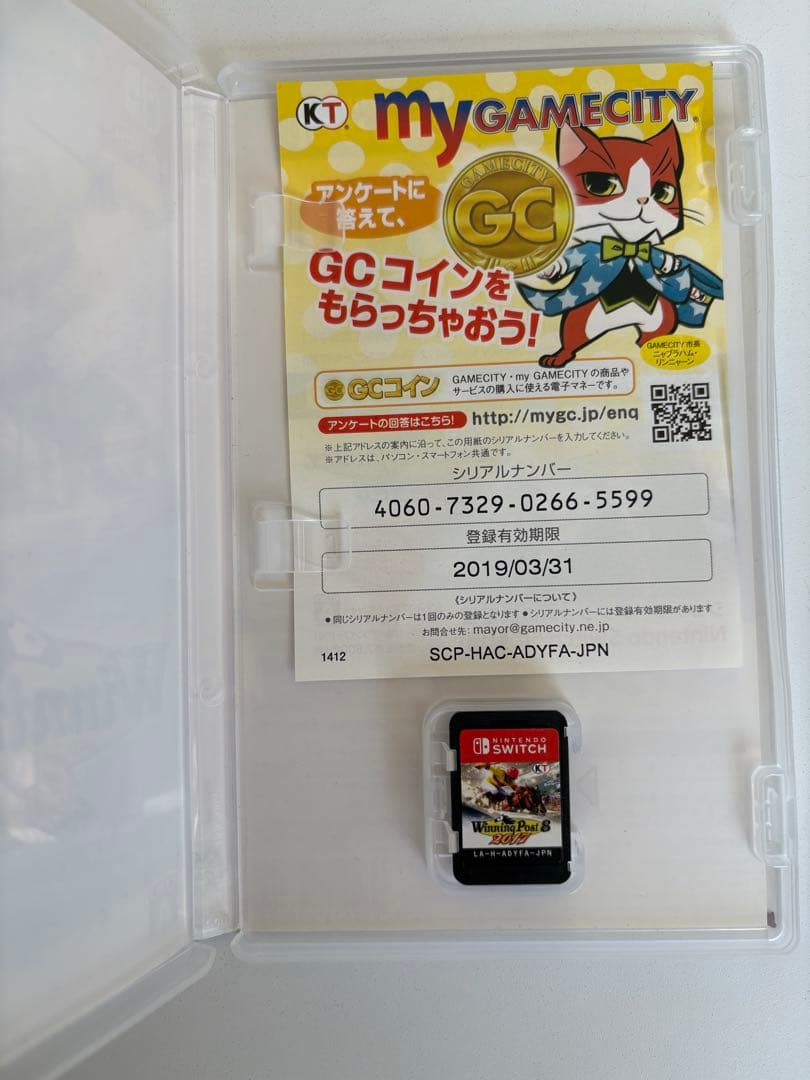 KT
my GAMECITY
アンケートに
答えて、
GAMECITY
GC
GCコインを
もらっちゃおう!
GAMECITY市長
ニャブラハム・
リンニャーン
GCコイン
GAMECITY・my GAMECITYの商品や
サービスの購入に使える電子マネーです。
アンケートの回答はこちら! http://mygc.jp/enq
※上記アドレスの案内に沿って、この用紙のシリアルナンバーを入力してください。
※アドレスは、パソコン・スマートフォン共通です。
シリアルナンバー
4060-7329-0266-5599
登録有効期限
2019/03/31
《シリアルナンバーについて》
●同じシリアルナンバーは1回のみの登録となります ●シリアルナンバーには登録有効期限があります
お問合せ先: mayor@gamecity.ne.jp
1412 SCP-HAC-ADYFA-JPN
NINTENDO
SWITCH
KT
Winning Post 8
2017
LA-H-ADYFA-JPN